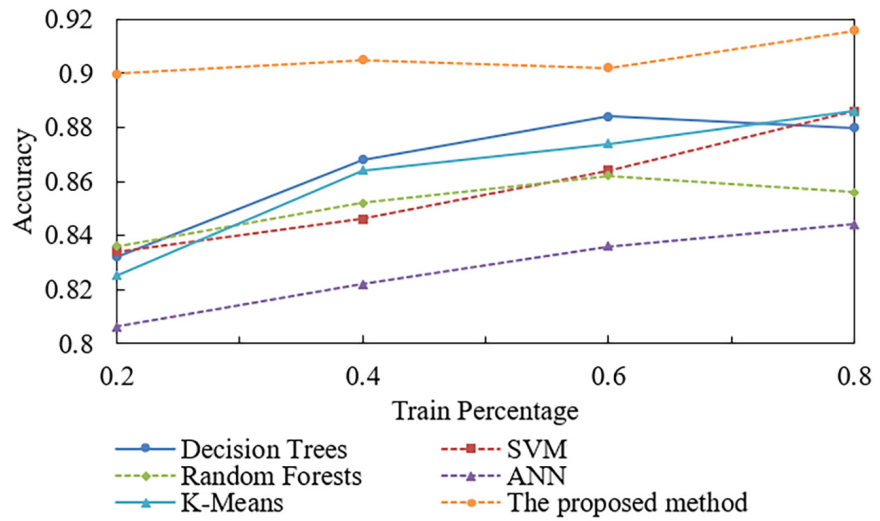 0.92
0.9
0.88
0.86
0.84
0.82
0.8
Accuracy
0.2 0.4 0.6 0.8
Train Percentage
Decision Trees SVM
Random Forests ANN
K-Means The proposed method